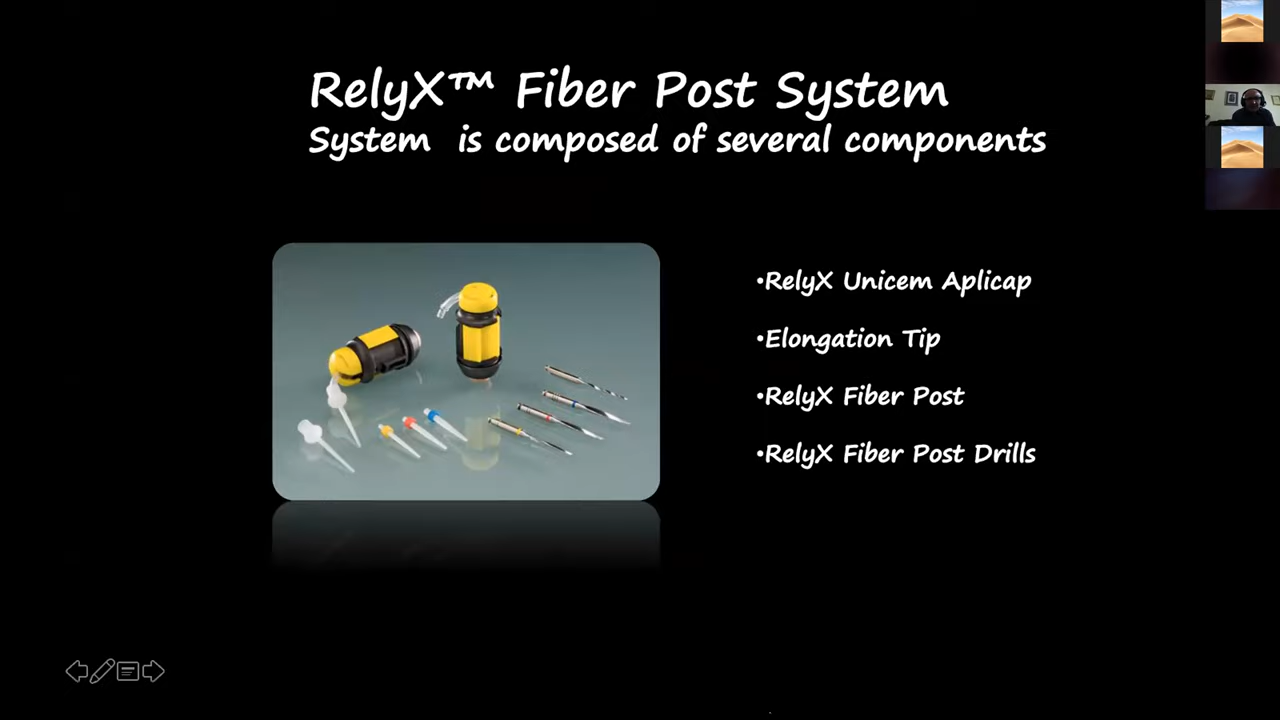 RelyX™ Fiber Post System
System is composed of several components
•RelyX Unicem Aplicap
•Elongation Tip
•RelyX Fiber Post
•RelyX Fiber Post Drills